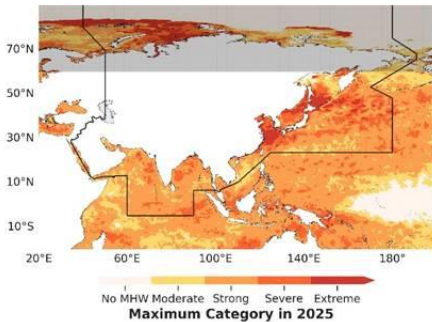 70°N
50°N
30°N
10°N
10°S
20°E 60°E 100°E 140°E 180°
No MHW Moderate Strong Severe Extreme
Maximum Category in 2025